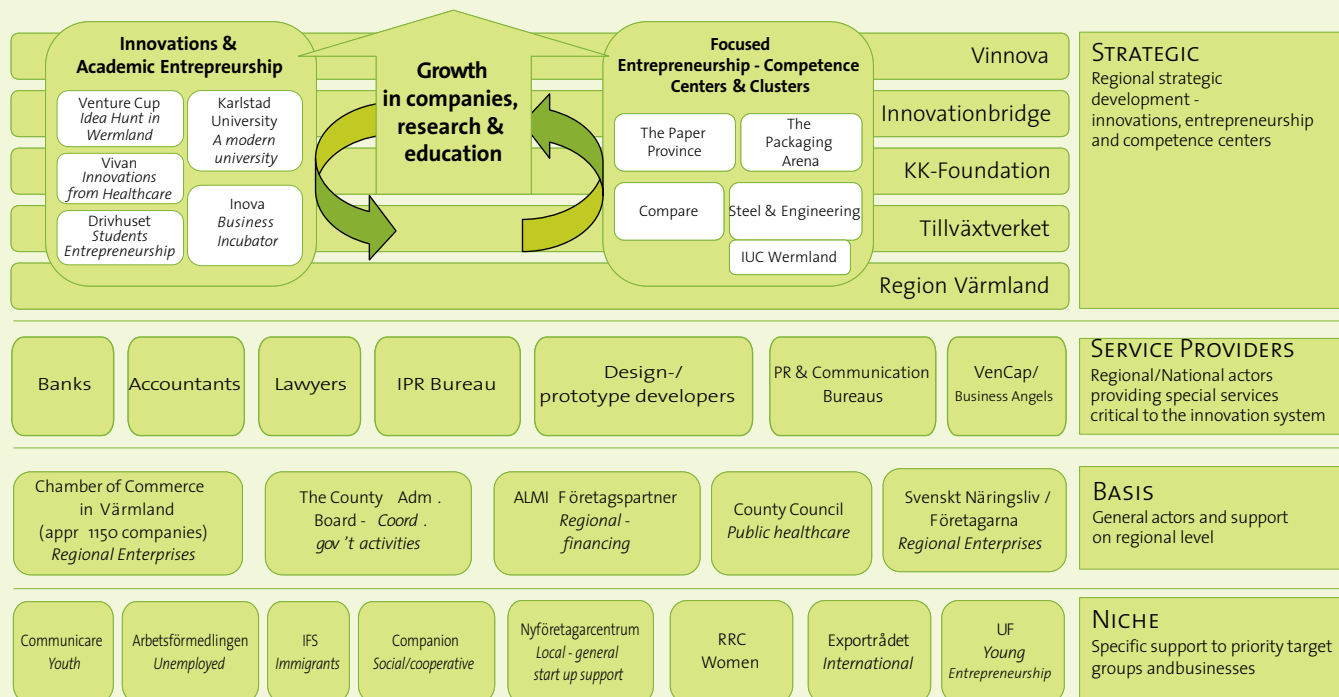 Innovations &
Academic Entrepreurship
Venture Cup
Idea Hunt in
Wermland
Vivan
Innovations
from Healthcare
Drivhuset
Students
Entrepreneurship
Karlstad
University
A modern
university
Inova
Business
Incubator
Growth
in companies,
research &
education
Focused
Entrepreneurship - Competence
Centers & Clusters
The Paper
Province
The
Packaging
Arena
Compare
Steel & Engineering
IUC Wermland
Vinnova
Innovationbridge
KK-Foundation
Tillväxtverket
Region Värmland
STRATEGIC
Regional strategic
development -
innovations, entrepreneurship
and competence centers
Banks
Accountants
Lawyers
IPR Bureau
Design-/
prototype developers
PR & Communication
Bureaus
VenCap/
Business Angels
SERVICE PROVIDERS
Regional/National actors
providing special services
critical to the innovation system
Chamber of Commerce
in Värmland
(appr 1150 companies)
Regional Enterprises
The County Adm .
Board - Coord .
gov 't activities
ALMI F öretagspartner
Regional -
financing
County Council
Public healthcare
Svenskt Näringsliv /
Företagarna
Regional Enterprises
BASIS
General actors and support
on regional level
Communicare
Youth
Arbetsförmedlingen
Unemployed
IFS
Immigrants
Companion
Social/cooperative
Nyföretagarcentrum
Local - general
start up support
RRC
Women
Exportrådet
International
UF
Young
Entrepreneurship
NICHE
Specific support to priority target
groups andbusinesses